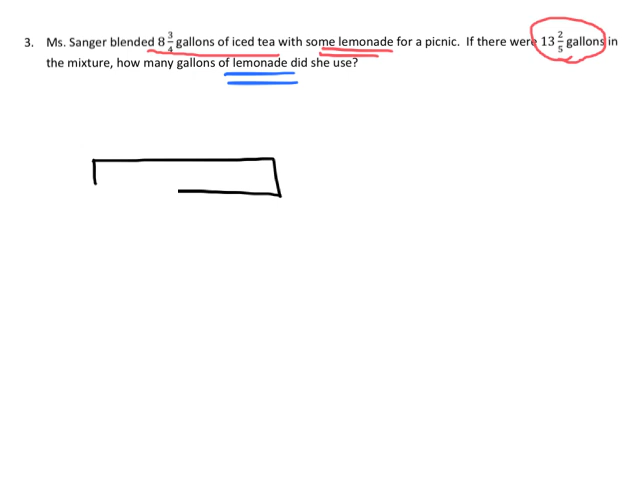 3. Ms. Sanger blended 8 3/4 gallons of iced tea with some lemonade for a picnic. If there were 13 2/5 gallons in
the mixture, how many gallons of lemonade did she use?